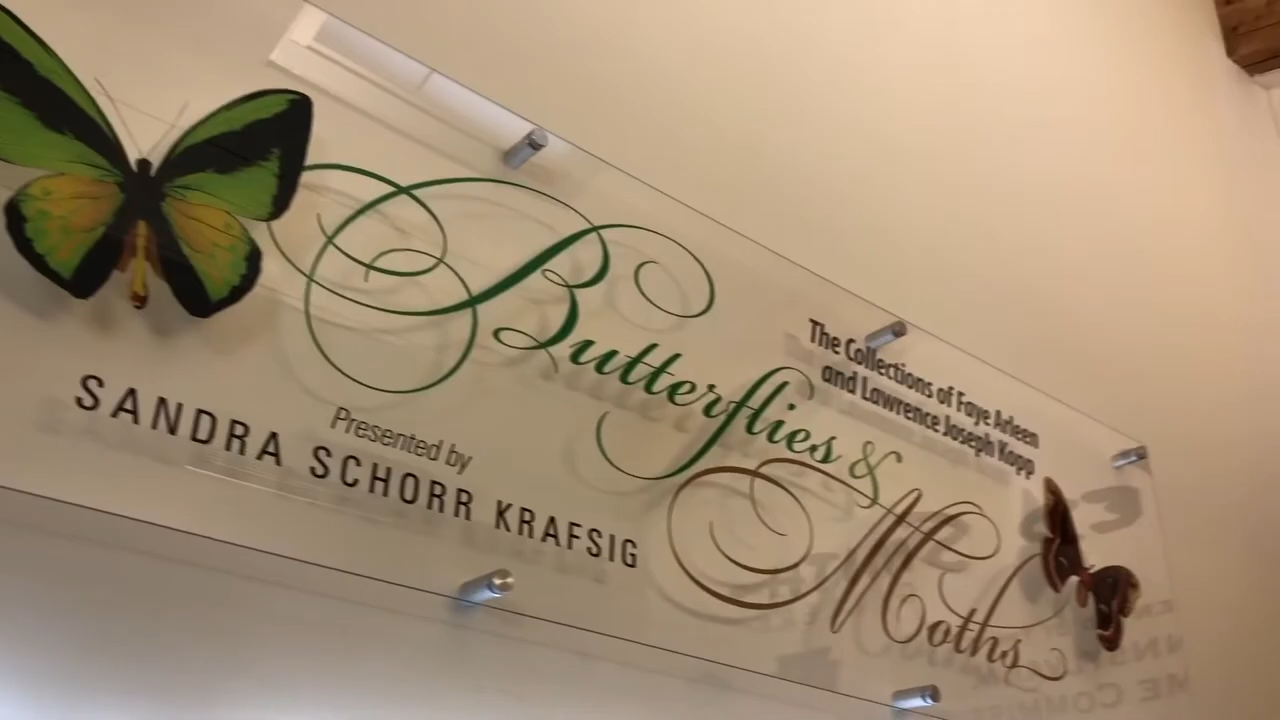 Butterflies &
Moths
The Collections of Faye Arleen
and Lawrence Joseph Kopp
Presented by
SANDRA SCHORR KRAFSIG